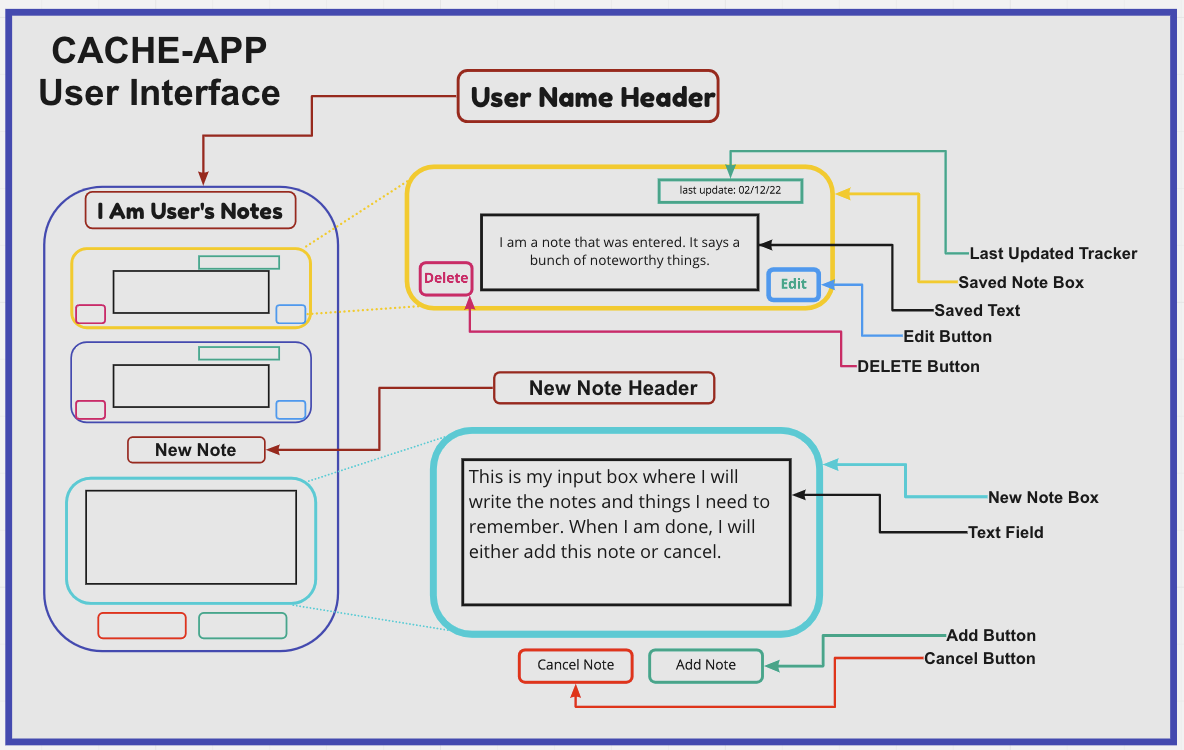 CACHE-APP
User Interface
User Name Header
I Am User's Notes
last update: 02/12/22
I am a note that was entered. It says a
bunch of noteworthy things.
Delete
Edit
Last Updated Tracker
Saved Note Box
Saved Text
Edit Button
DELETE Button
New Note Header
New Note
This is my input box where I will
write the notes and things I need to
remember. When I am done, I will
either add this note or cancel.
New Note Box
Text Field
Cancel Note
Add Note
Add Button
Cancel Button